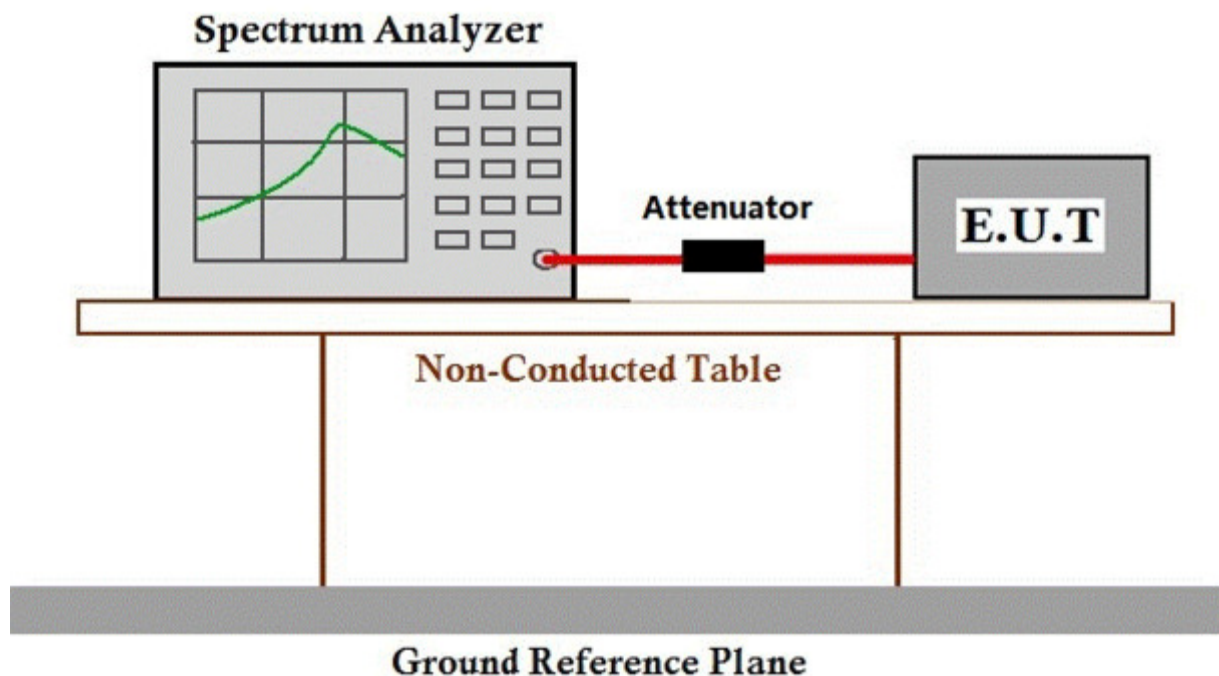 Spectrum Analyzer
Attenuator
E.U.T
Non-Conducted Table
Ground Reference Plane